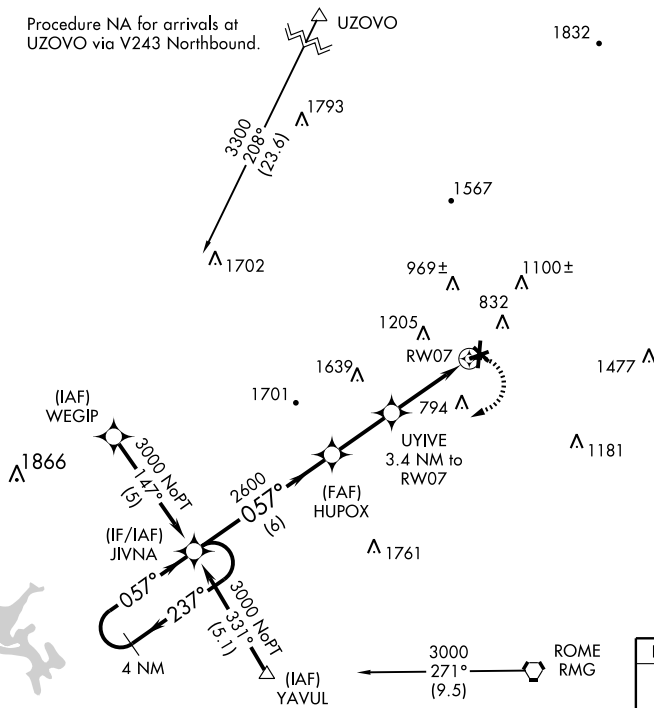 Procedure NA for arrivals at
UZOVO via V243 Northbound.
UZOVO
1832
1793
3300
208°
(23.6)
1567
1702
969±
1100±
832
1205
RW07
1477
1639
1701
794
(IAF)
WEGIP
UYIVE
3.4 NM to
RW07
1181
1866
3000 NoPT
147°
(5)
2600
057°
(6)
(FAF)
HUPOX
(IF/IAF)
JIVNA
1761
057°
237°
3000 NoPT
331°
(5.1)
4 NM
(IAF)
YAVUL
3000
271°
(9.5)
ROME
RMG